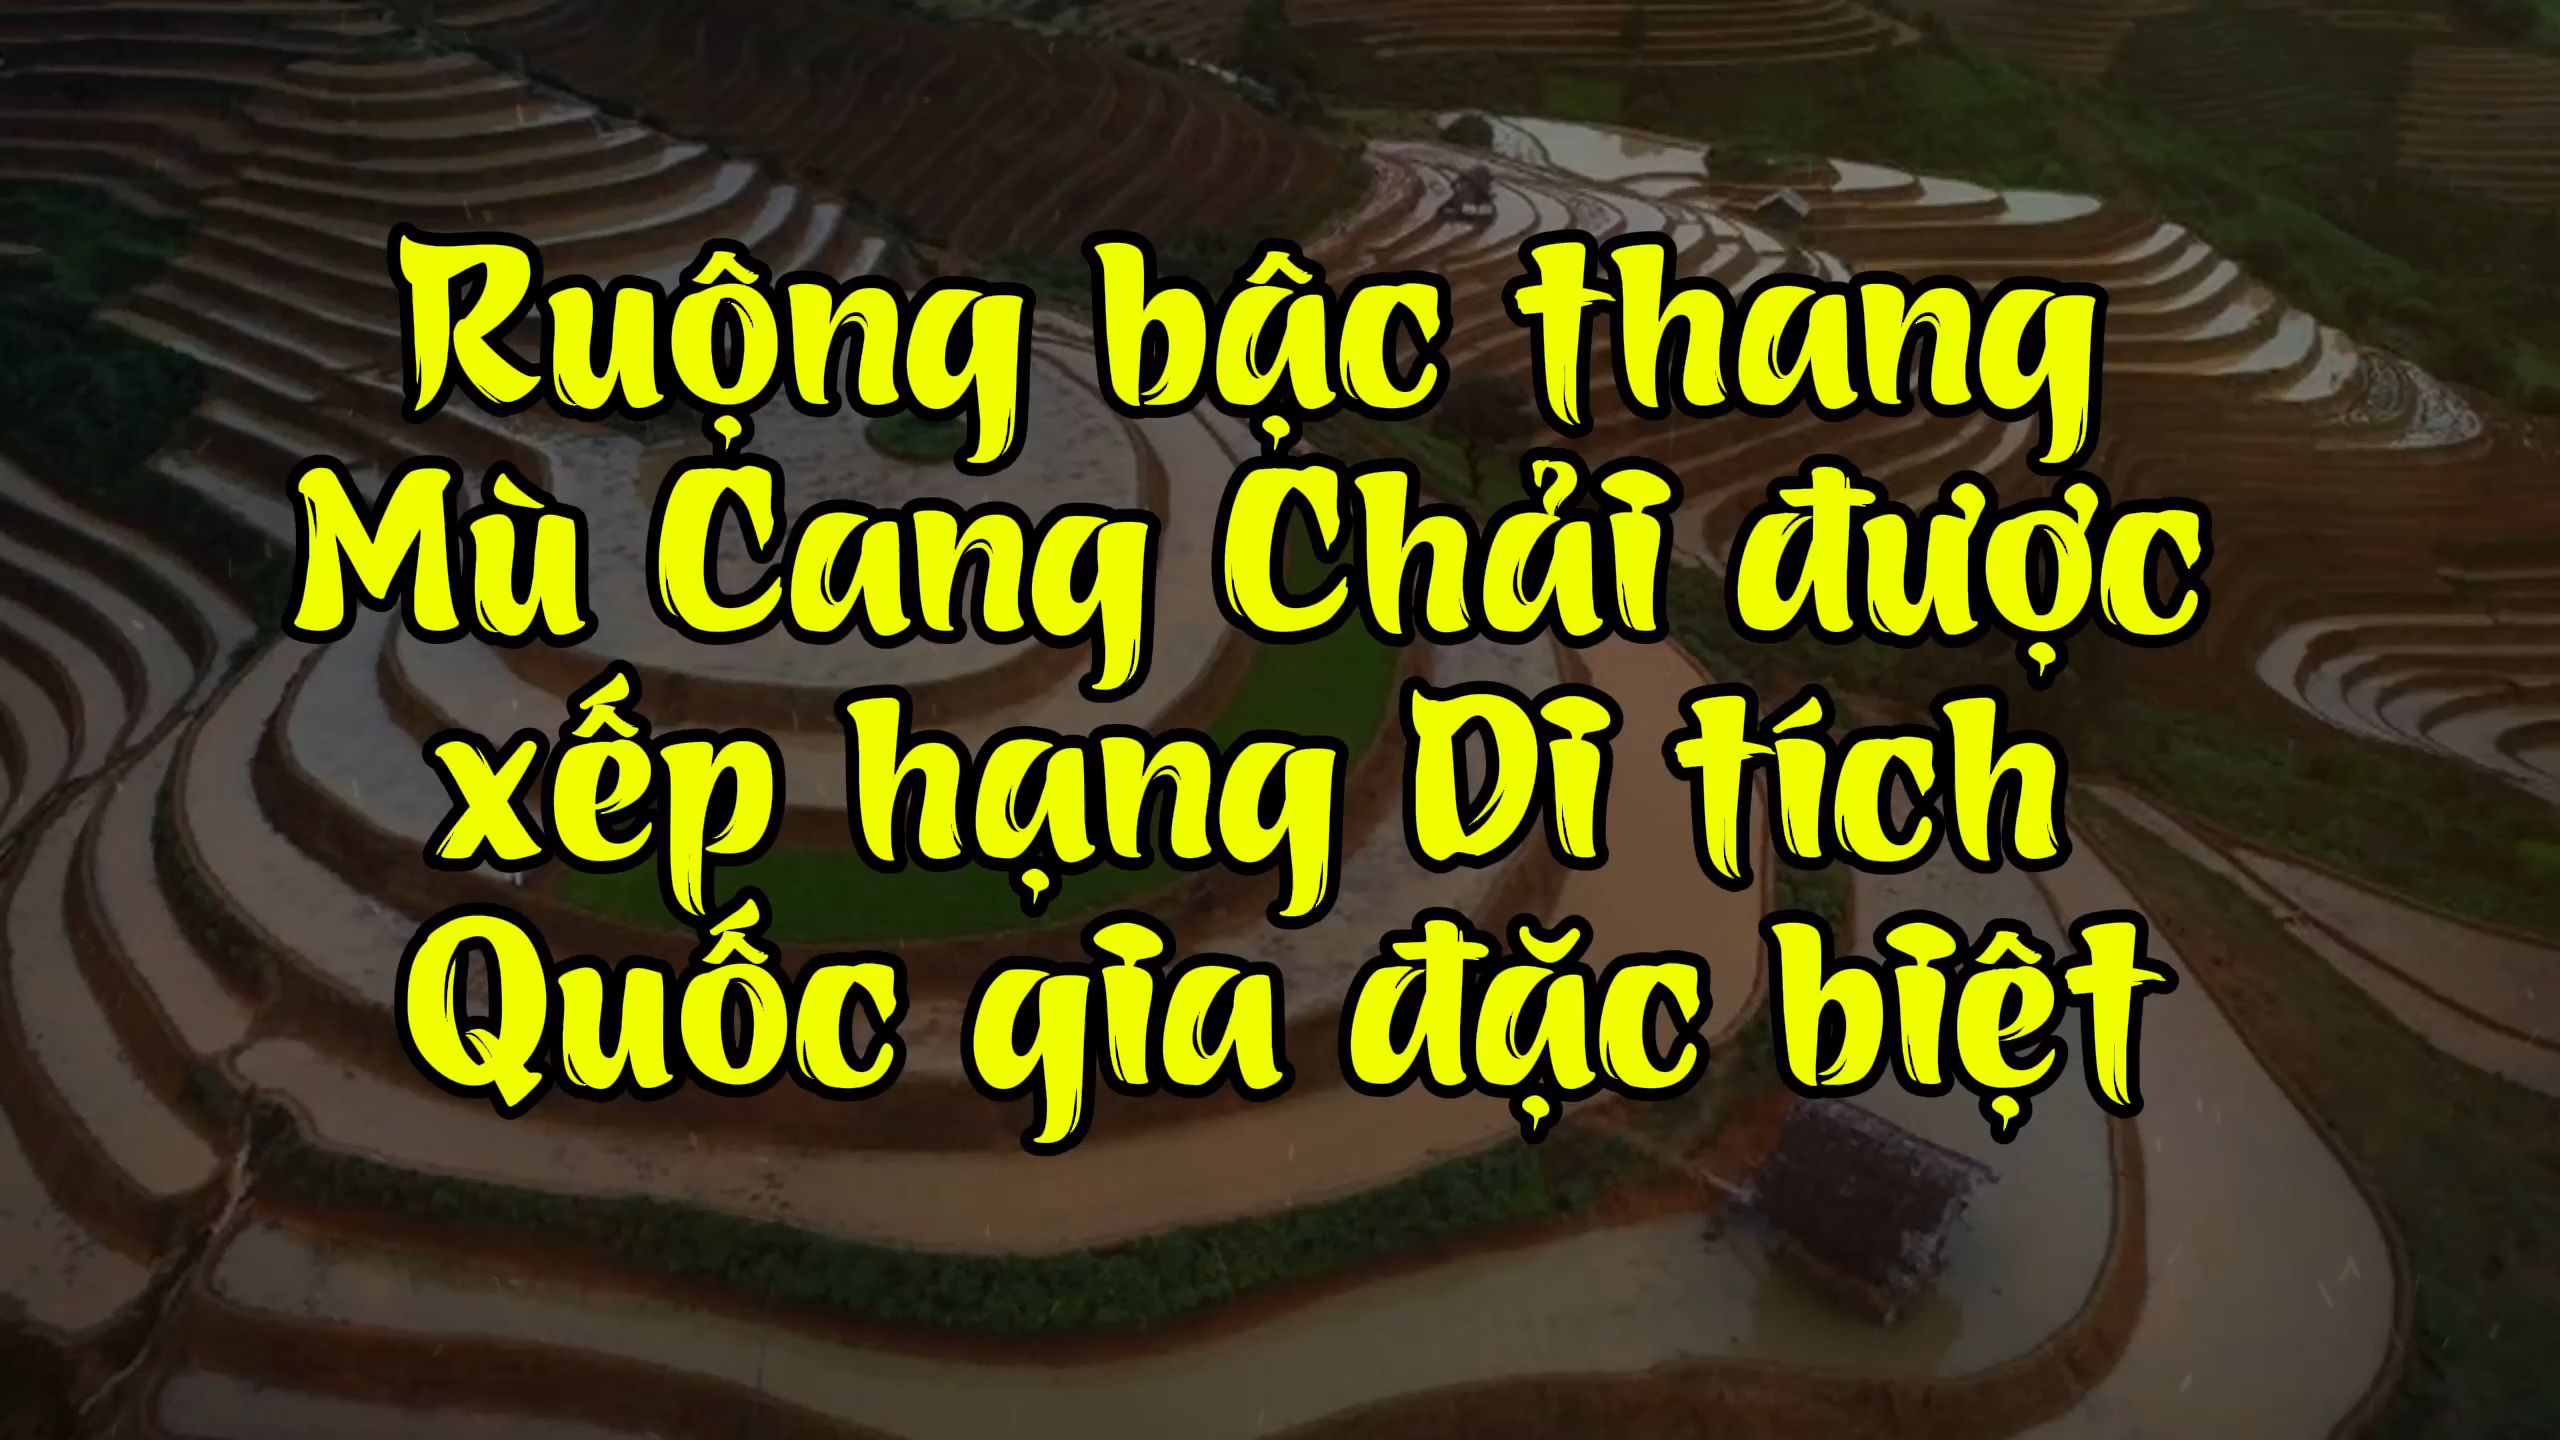 Ruộng bậc thang
Mù Cang Chải được
xếp hạng Di tích
Quốc gia đặc biệt